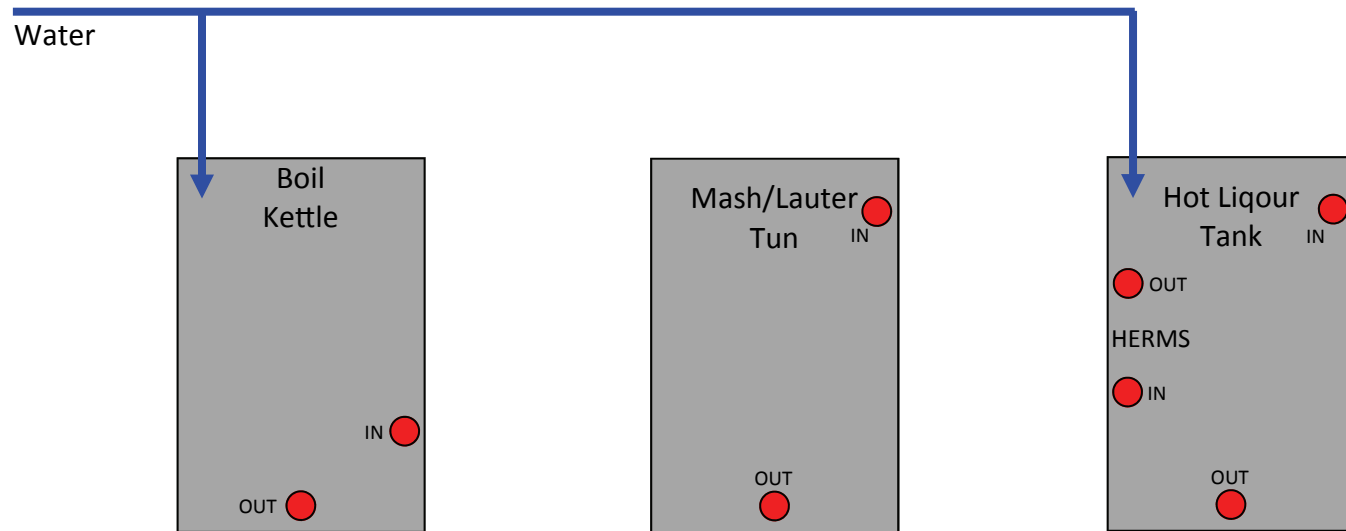 Water
Boil
Kettle
IN
OUT
Mash/Lauter
Tun
IN
OUT
Hot Liqour
Tank
IN
OUT
HERMS
IN
OUT